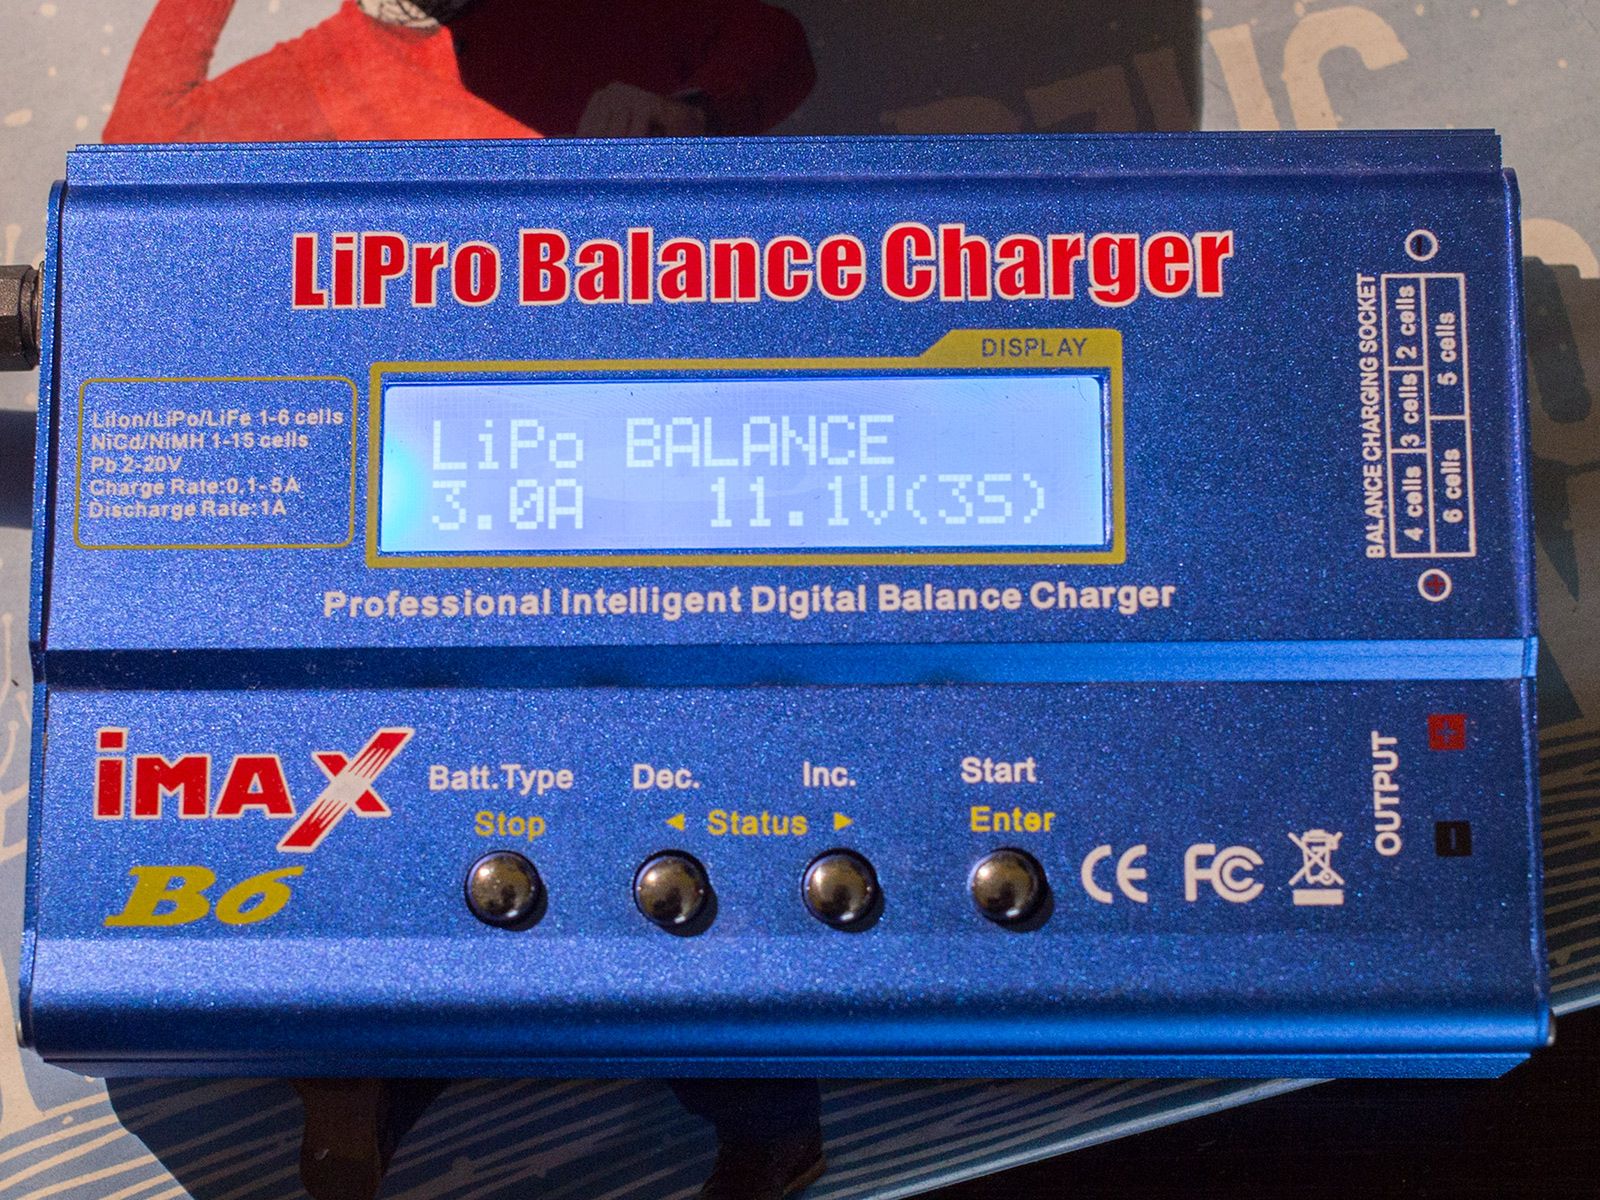 LiPro Balance Charger
DISPLAY
LiPo BALANCE
3.0A 11.1V(3S)
LiIon/LiPo/LiFe 1-6 cells
NiCd/NiMH 1-15 cells
Pb 2-20V
Charge Rate:0.1-5A
Discharge Rate:1A
Professional Intelligent Digital Balance Charger
BALANCE CHARGING SOCKET
4 cells 3 cells 2 cells
6 cells 5 cells
iMAX
B6
Batt.Type Dec. Inc. Start
Stop ◄ Status ► Enter
CE FC
OUTPUT